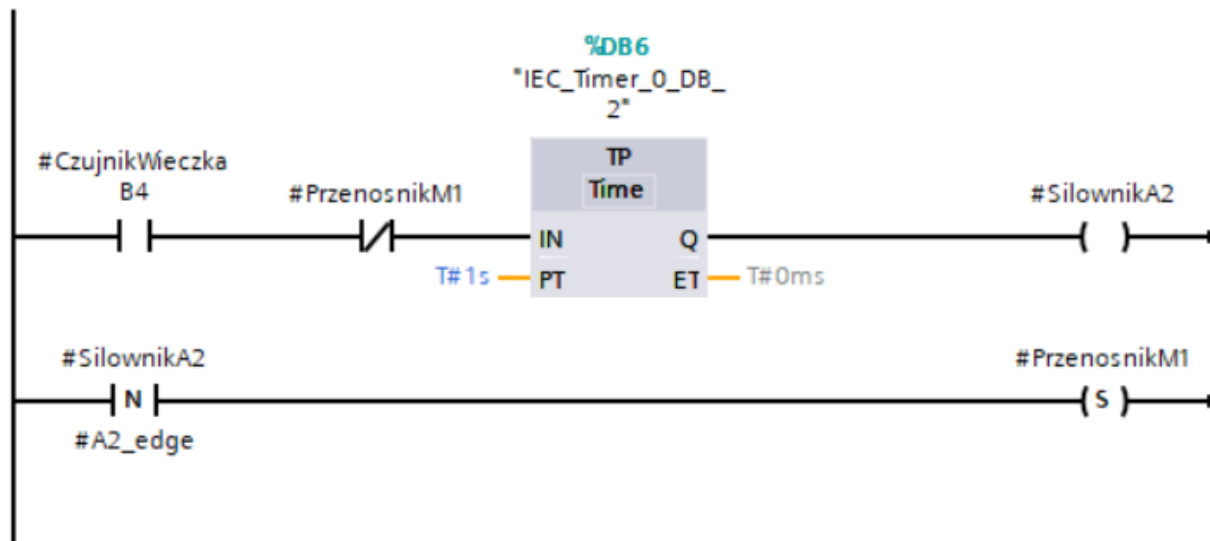 %DB6
"IEC_Timer_0_DB_
2"
#CzujnikWieczka
B4
#PrzenosnikM1
TP
Time
#SilownikA2
IN
Q
T#1s
PT
ET
T#0ms
#SilownikA2
#PrzenosnikM1
N
S
#A2_edge